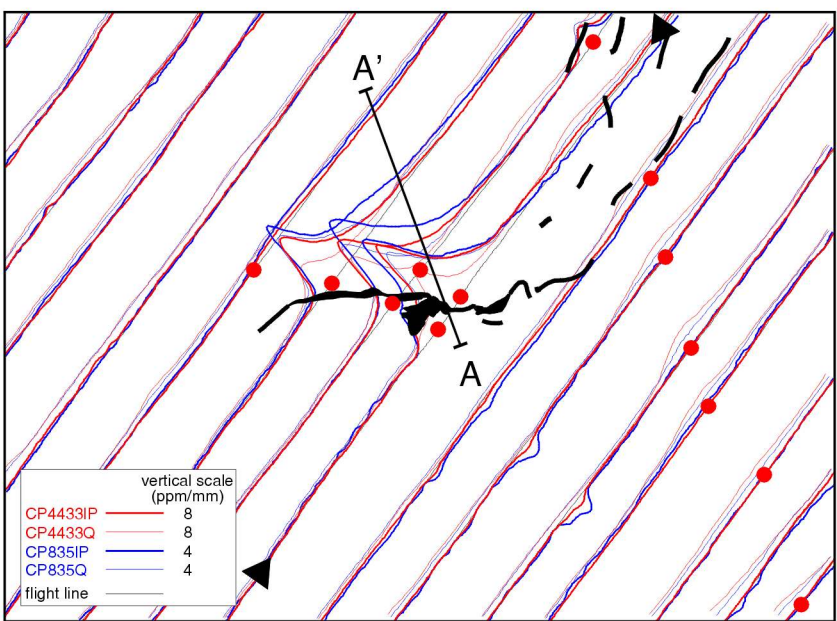 A’
A
vertical scale
(ppm/mm)
CP4433IP 8
CP4433Q 8
CP835IP 4
CP835Q 4
flight line